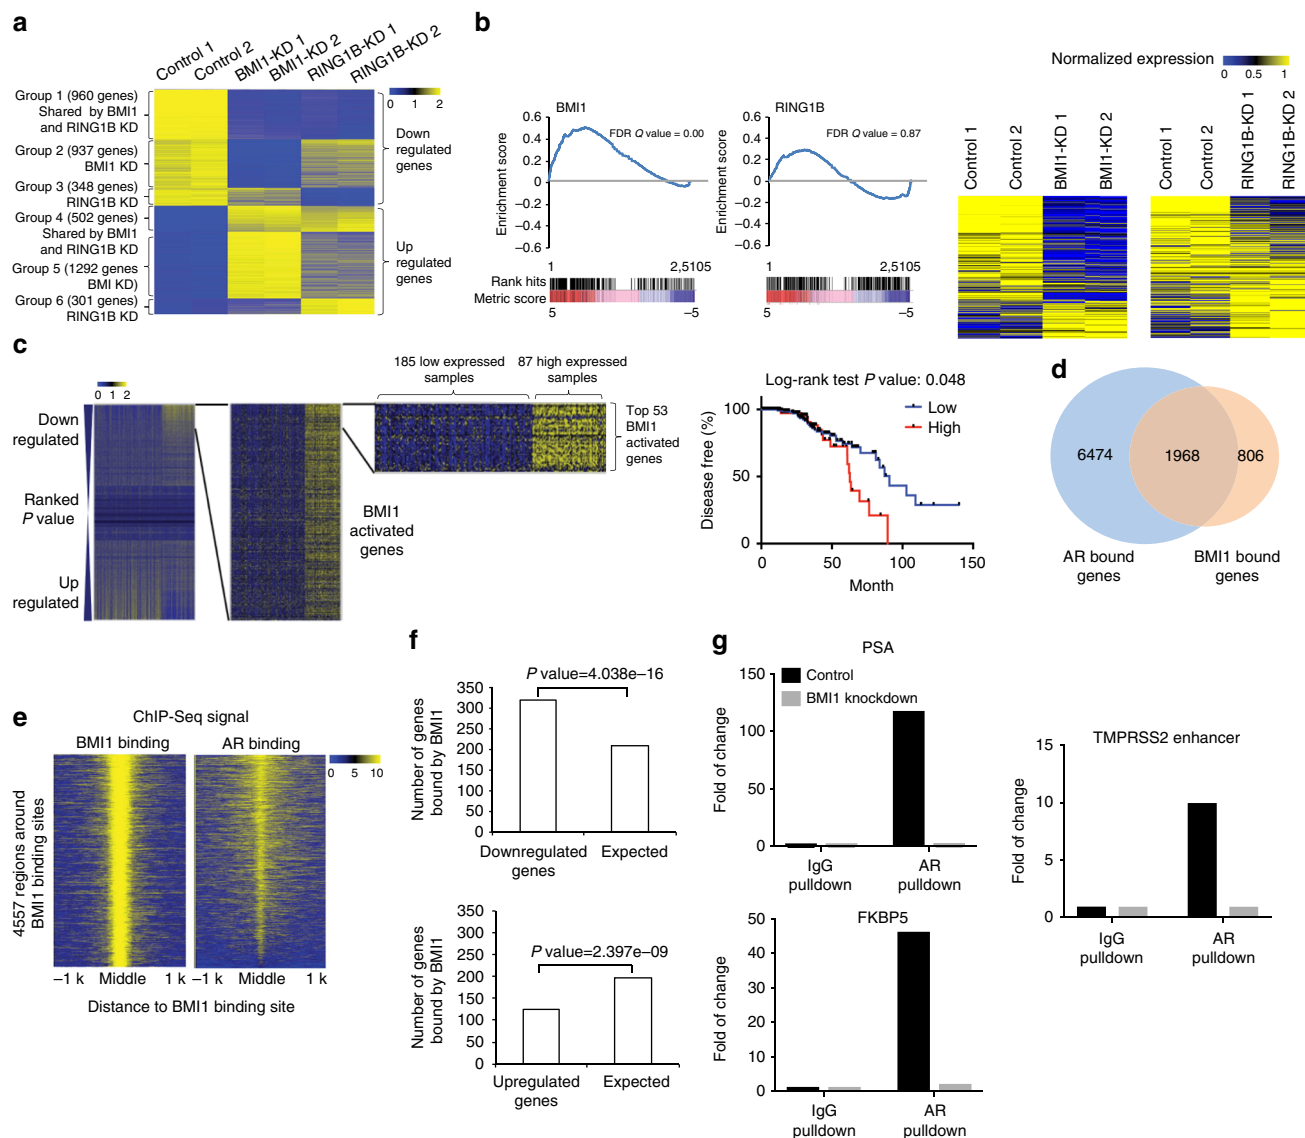 a
Control 1
Control 2
BMI1-KD 1
BMI1-KD 2
RING1B-KD 1
RING1B-KD 2
Group 1 (960 genes)
Shared by BMI1
and RING1B KD
Group 2 (937 genes)
BMI1 KD
Group 3 (348 genes)
RING1B KD
Group 4 (502 genes)
Shared by BMI1
and RING1B KD
Group 5 (1292 genes
BMI KD)
Group 6 (301 genes)
RING1B KD
0 1 2
Down
regulated
genes
Up
regulated
genes
b
BMI1
FDR Q value = 0.00
Enrichment score
0.6
0.4
0.2
0
−0.2
−0.4
−0.6
1 2,5105
Rank hits
Metric score
5 −5
RING1B
FDR Q value = 0.87
Enrichment score
0.6
0.4
0.2
0
−0.2
−0.4
−0.6
1 2,5105
5 −5
Normalized expression
0 0.5 1
Control 1
Control 2
BMI1-KD 1
BMI1-KD 2
Control 1
Control 2
RING1B-KD 1
RING1B-KD 2
c
0 1 2
Down
regulated
Ranked
P value
Up
regulated
BMI1
activated
genes
185 low expressed
samples
87 high expressed
samples
Top 53
BMI1
activated
genes
Log-rank test P value: 0.048
Low
High
Disease free (%)
100
50
0
0 50 100 150
Month
d
6474
1968
806
AR bound
genes
BMI1 bound
genes
e
ChIP-Seq signal
BMI1 binding
AR binding
0 5 10
4557 regions around
BMI1 binding sites
−1 k Middle 1 k
−1 k Middle 1 k
Distance to BMI1 binding site
f
P value=4.038e−16
Number of genes
bound by BMI1
350
300
250
200
150
100
50
0
Downregulated
genes
Expected
P value=2.397e−09
Number of genes
bound by BMI1
350
300
250
200
150
100
50
0
Upregulated
genes
Expected
g
PSA
Control
BMI1 knockdown
Fold of change
150
100
50
0
IgG
pulldown
AR
pulldown
TMPRSS2 enhancer
Fold of change
15
10
5
0
IgG
pulldown
AR
pulldown
FKBP5
Fold of change
50
40
30
20
10
0
IgG
pulldown
AR
pulldown